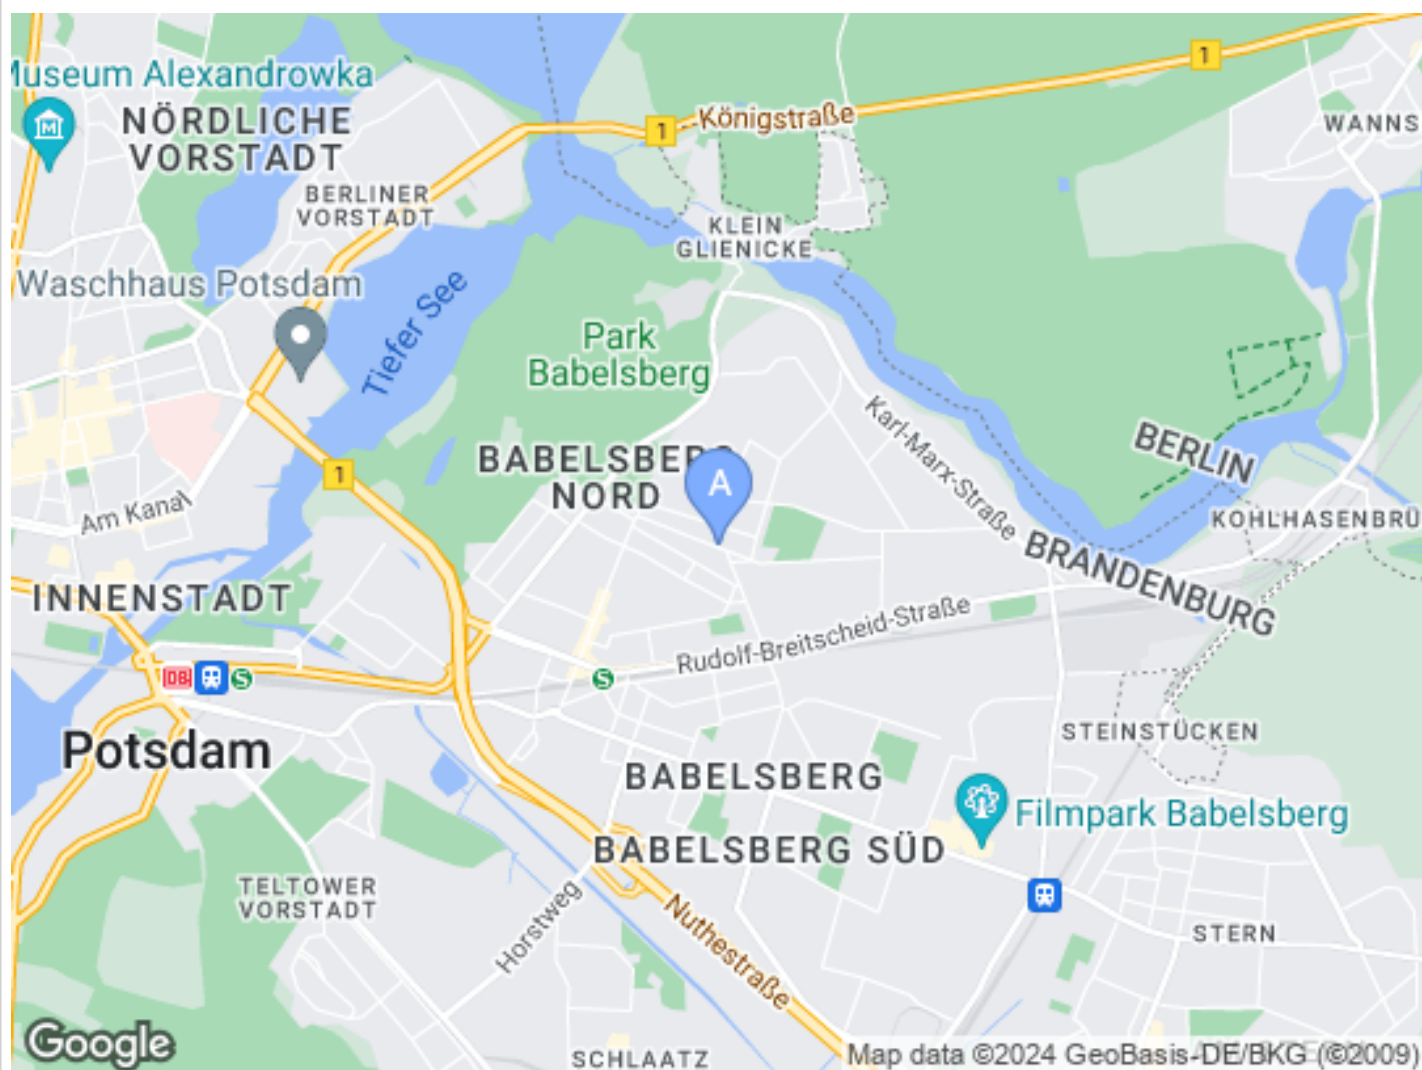 Museum Alexandrowka
NÖRDLICHE
VORSTADT
BERLINER
VORSTADT
1
Königstraße
1
WANNS
KLEIN
GLIENICKE
Waschhaus Potsdam
Tiefer See
Park
Babelsberg
Karl-Marx-Straße
BERLIN
BABELSBERG
NORD
A
1
Am Kanal
KOHLHASENBRÜ
BRANDENBURG
INNENSTADT
Rudolf-Breitscheid-Straße
DB
S
S
Potsdam
STEINSTÜCKEN
BABELSBERG
Filmpark Babelsberg
BABELSBERG SÜD
TELTOWER
VORSTADT
Horstweg
Nuthestraße
STERN
SCHLAATZ
Google
Map data ©2024 GeoBasis-DE/BKG (©2009)